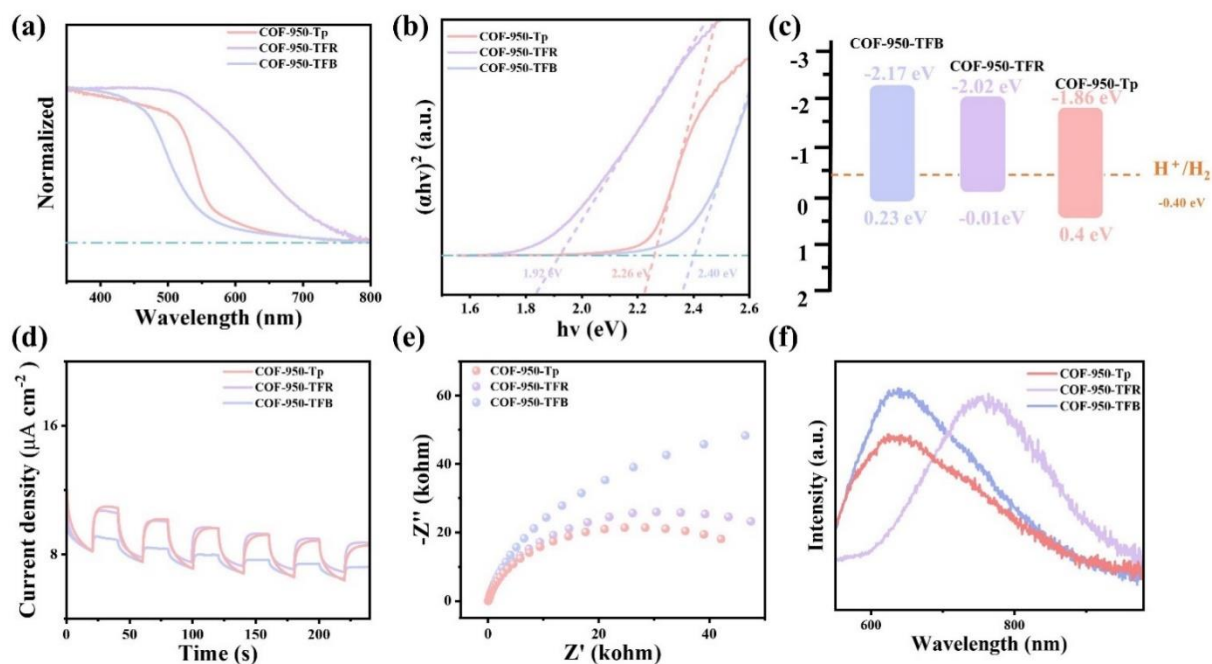 (a)
COF-950-Tp
COF-950-TFR
COF-950-TFB
Normalized
400
500
600
700
800
Wavelength (nm)
(b)
COF-950-Tp
COF-950-TFR
COF-950-TFB
(αhv)²(a.u.)
1.92 eV
2.26 eV
2.40 eV
1.6
1.8
2.0
2.2
2.4
2.6
hv (eV)
(c)
-3
-2
-1
0
1
2
COF-950-TFB
-2.17 eV
0.23 eV
COF-950-TFR
-2.02 eV
-0.01eV
COF-950-Tp
-1.86 eV
0.4 eV
H⁺/H₂
-0.40 eV
(d)
COF-950-Tp
COF-950-TFR
COF-950-TFB
Current density (μA cm⁻²)
16
8
0
50
100
150
200
Time (s)
(e)
COF-950-Tp
COF-950-TFR
COF-950-TFB
-Z'' (kohm)
60
40
20
0
0
20
40
Z' (kohm)
(f)
COF-950-Tp
COF-950-TFR
COF-950-TFB
Intensity (a.u.)
600
800
Wavelength (nm)